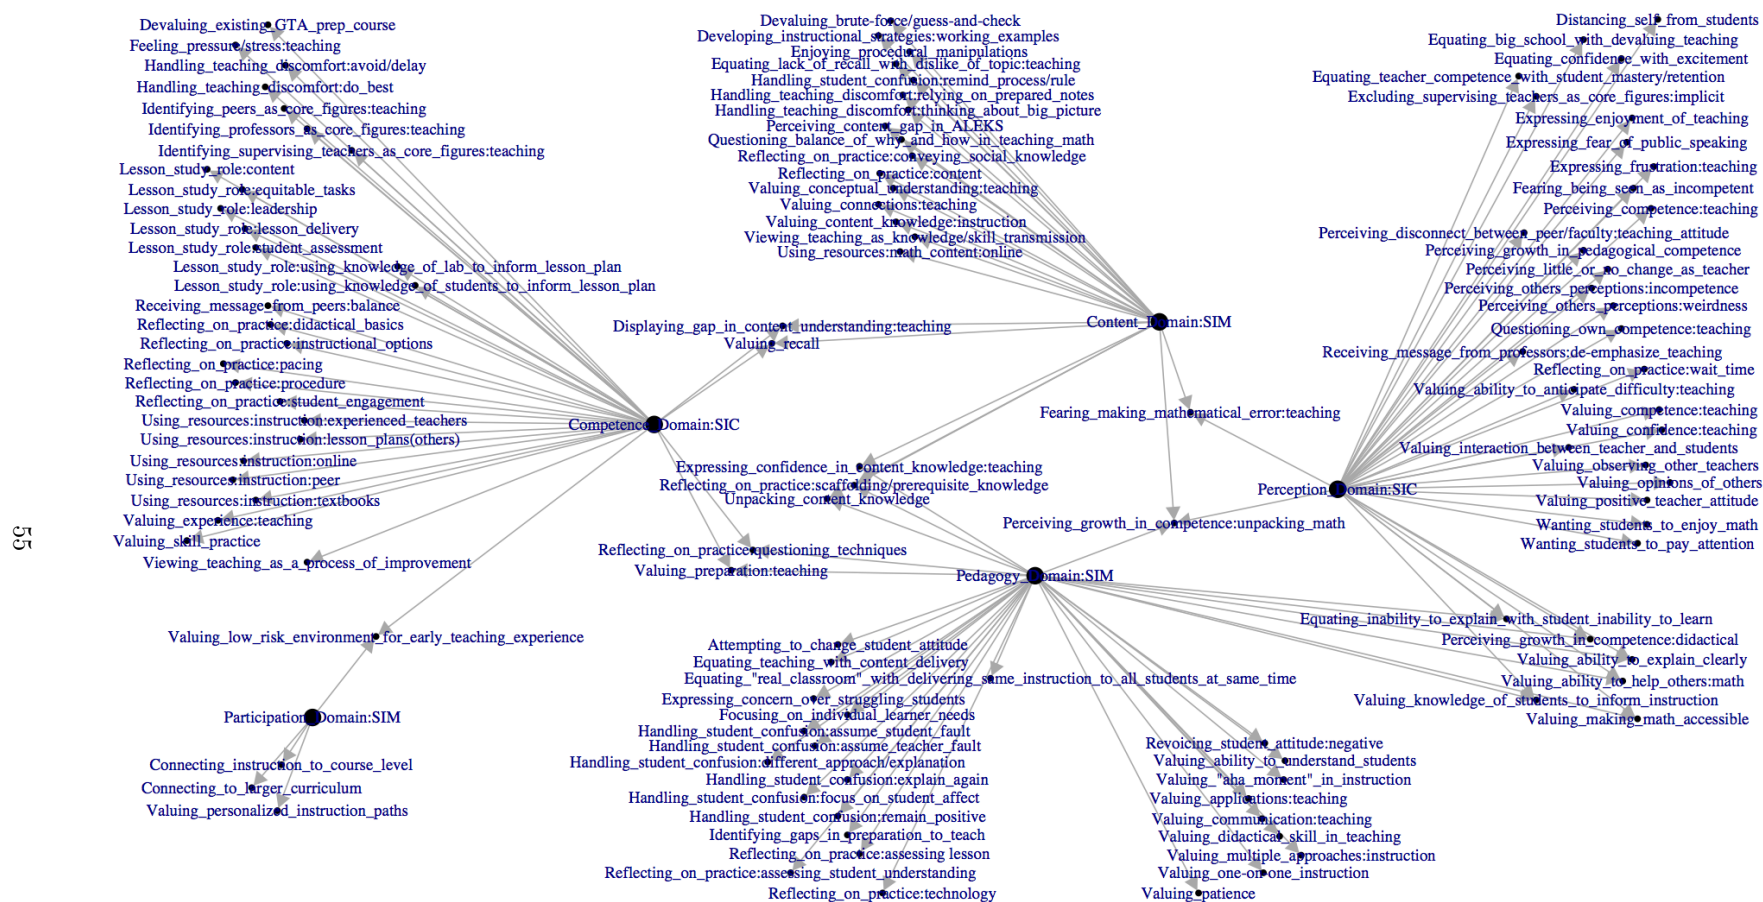 Devaluing_existing_GTA_prep_course
Feeling_pressure/stress:teaching
Handling_teaching_discomfort:avoid/delay
Handling_teaching_discomfort:do_best
Identifying_peers_as_core_figures:teaching
Identifying_professors_as_core_figures:teaching
Identifying_supervising_teachers_as_core_figures:teaching
Lesson_study_role:content
Lesson_study_role:equitable_tasks
Lesson_study_role:leadership
Lesson_study_role:lesson_delivery
Lesson_study_role:student_assessment
Lesson_study_role:using_knowledge_of_lab_to_inform_lesson_plan
Lesson_study_role:using_knowledge_of_students_to_inform_lesson_plan
Receiving_message_from_peers:balance
Reflecting_on_practice:didactical_basics
Reflecting_on_practice:instructional_options
Reflecting_on_practice:pacing
Reflecting_on_practice:procedure
Reflecting_on_practice:student_engagement
Using_resources:instruction:experienced_teachers
Using_resources:instruction:lesson_plans(others)
Using_resources:instruction:online
Using_resources:instruction:peer
Using_resources:instruction:textbooks
Valuing_experience:teaching
Valuing_skill_practice
Viewing_teaching_as_a_process_of_improvement
Valuing_low_risk_environment_for_early_teaching_experience
Participation_Domain:SIM
Connecting_instruction_to_course_level
Connecting_to_larger_curriculum
Valuing_personalized_instruction_paths
55
Devaluing_brute-force/guess-and-check
Developing_instructional_strategies:working_examples
Enjoying_procedural_manipulations
Equating_lack_of_recall_with_dislike_of_topic:teaching
Handling_student_confusion:remind_process/rule
Handling_teaching_discomfort:relying_on_prepared_notes
Handling_teaching_discomfort:thinking_about_big_picture
Perceiving_content_gap_in_ALEKS
Questioning_balance_of_why_and_how_in_teaching_math
Reflecting_on_practice:conveying_social_knowledge
Reflecting_on_practice:content
Valuing_conceptual_understanding:teaching
Valuing_connections:teaching
Valuing_content_knowledge:instruction
Viewing_teaching_as_knowledge/skill_transmission
Using_resources:math_content:online
Content_Domain:SIM
Displaying_gap_in_content_understanding:teaching
Valuing_recall
Fearing_making_mathematical_error:teaching
Competence_Domain:SIC
Expressing_confidence_in_content_knowledge:teaching
Reflecting_on_practice:scaffolding/prerequisite_knowledge
Unpacking_content_knowledge
Perception_Domain:SIC
Perceiving_growth_in_competence:unpacking_math
Reflecting_on_practice:questioning_techniques
Valuing_preparation:teaching
Pedagogy_Domain:SIM
Attempting_to_change_student_attitude
Equating_teaching_with_content_delivery
Equating_"real_classroom"_with_delivering_same_instruction_to_all_students_at_same_time
Expressing_concern_over_struggling_students
Focusing_on_individual_learner_needs
Handling_student_confusion:assume_student_fault
Handling_student_confusion:assume_teacher_fault
Handling_student_confusion:different_approach/explanation
Handling_student_confusion:explain_again
Handling_student_confusion:focus_on_student_affect
Handling_student_confusion:remain_positive
Identifying_gaps_in_preparation_to_teach
Reflecting_on_practice:assessing lesson
Reflecting_on_practice:assessing_student_understanding
Reflecting_on_practice:technology
Revoicing_student_attitude:negative
Valuing_ability_to_understand_students
Valuing_"aha_moment"_in_instruction
Valuing_applications:teaching
Valuing_communication:teaching
Valuing_didactical_skill_in_teaching
Valuing_multiple_approaches:instruction
Valuing_one-on-one_instruction
Valuing_patience
Distancing_self_from_students
Equating_big_school_with_devaluing_teaching
Equating_confidence_with_excitement
Equating_teacher_competence_with_student_mastery/retention
Excluding_supervising_teachers_as_core_figures:implicit
Expressing_enjoyment_of_teaching
Expressing_fear_of_public_speaking
Expressing_frustration:teaching
Fearing_being_seen_as_incompetent
Perceiving_competence:teaching
Perceiving_disconnect_between_peer/faculty:teaching_attitude
Perceiving_growth_in_pedagogical_competence
Perceiving_little_or_no_change_as_teacher
Perceiving_others_perceptions:incompetence
Perceiving_others_perceptions:weirdness
Questioning_own_competence:teaching
Receiving_message_from_professors:de-emphasize_teaching
Reflecting_on_practice:wait_time
Valuing_ability_to_anticipate_difficulty:teaching
Valuing_competence:teaching
Valuing_confidence:teaching
Valuing_interaction_between_teacher_and_students
Valuing_observing_other_teachers
Valuing_opinions_of_others
Valuing_positive_teacher_attitude
Wanting_students_to_enjoy_math
Wanting_students_to_pay_attention
Equating_inability_to_explain_with_student_inability_to_learn
Perceiving_growth_in_competence:didactical
Valuing_ability_to_explain_clearly
Valuing_ability_to_help_others:math
Valuing_knowledge_of_students_to_inform_instruction
Valuing_making_math_accessible